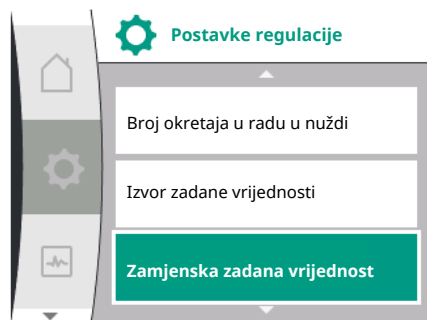 Postavke regulacije
Broj okretaja u radu u nuždi
Izvor zadane vrijednosti
Zamjenska zadana vrijednost